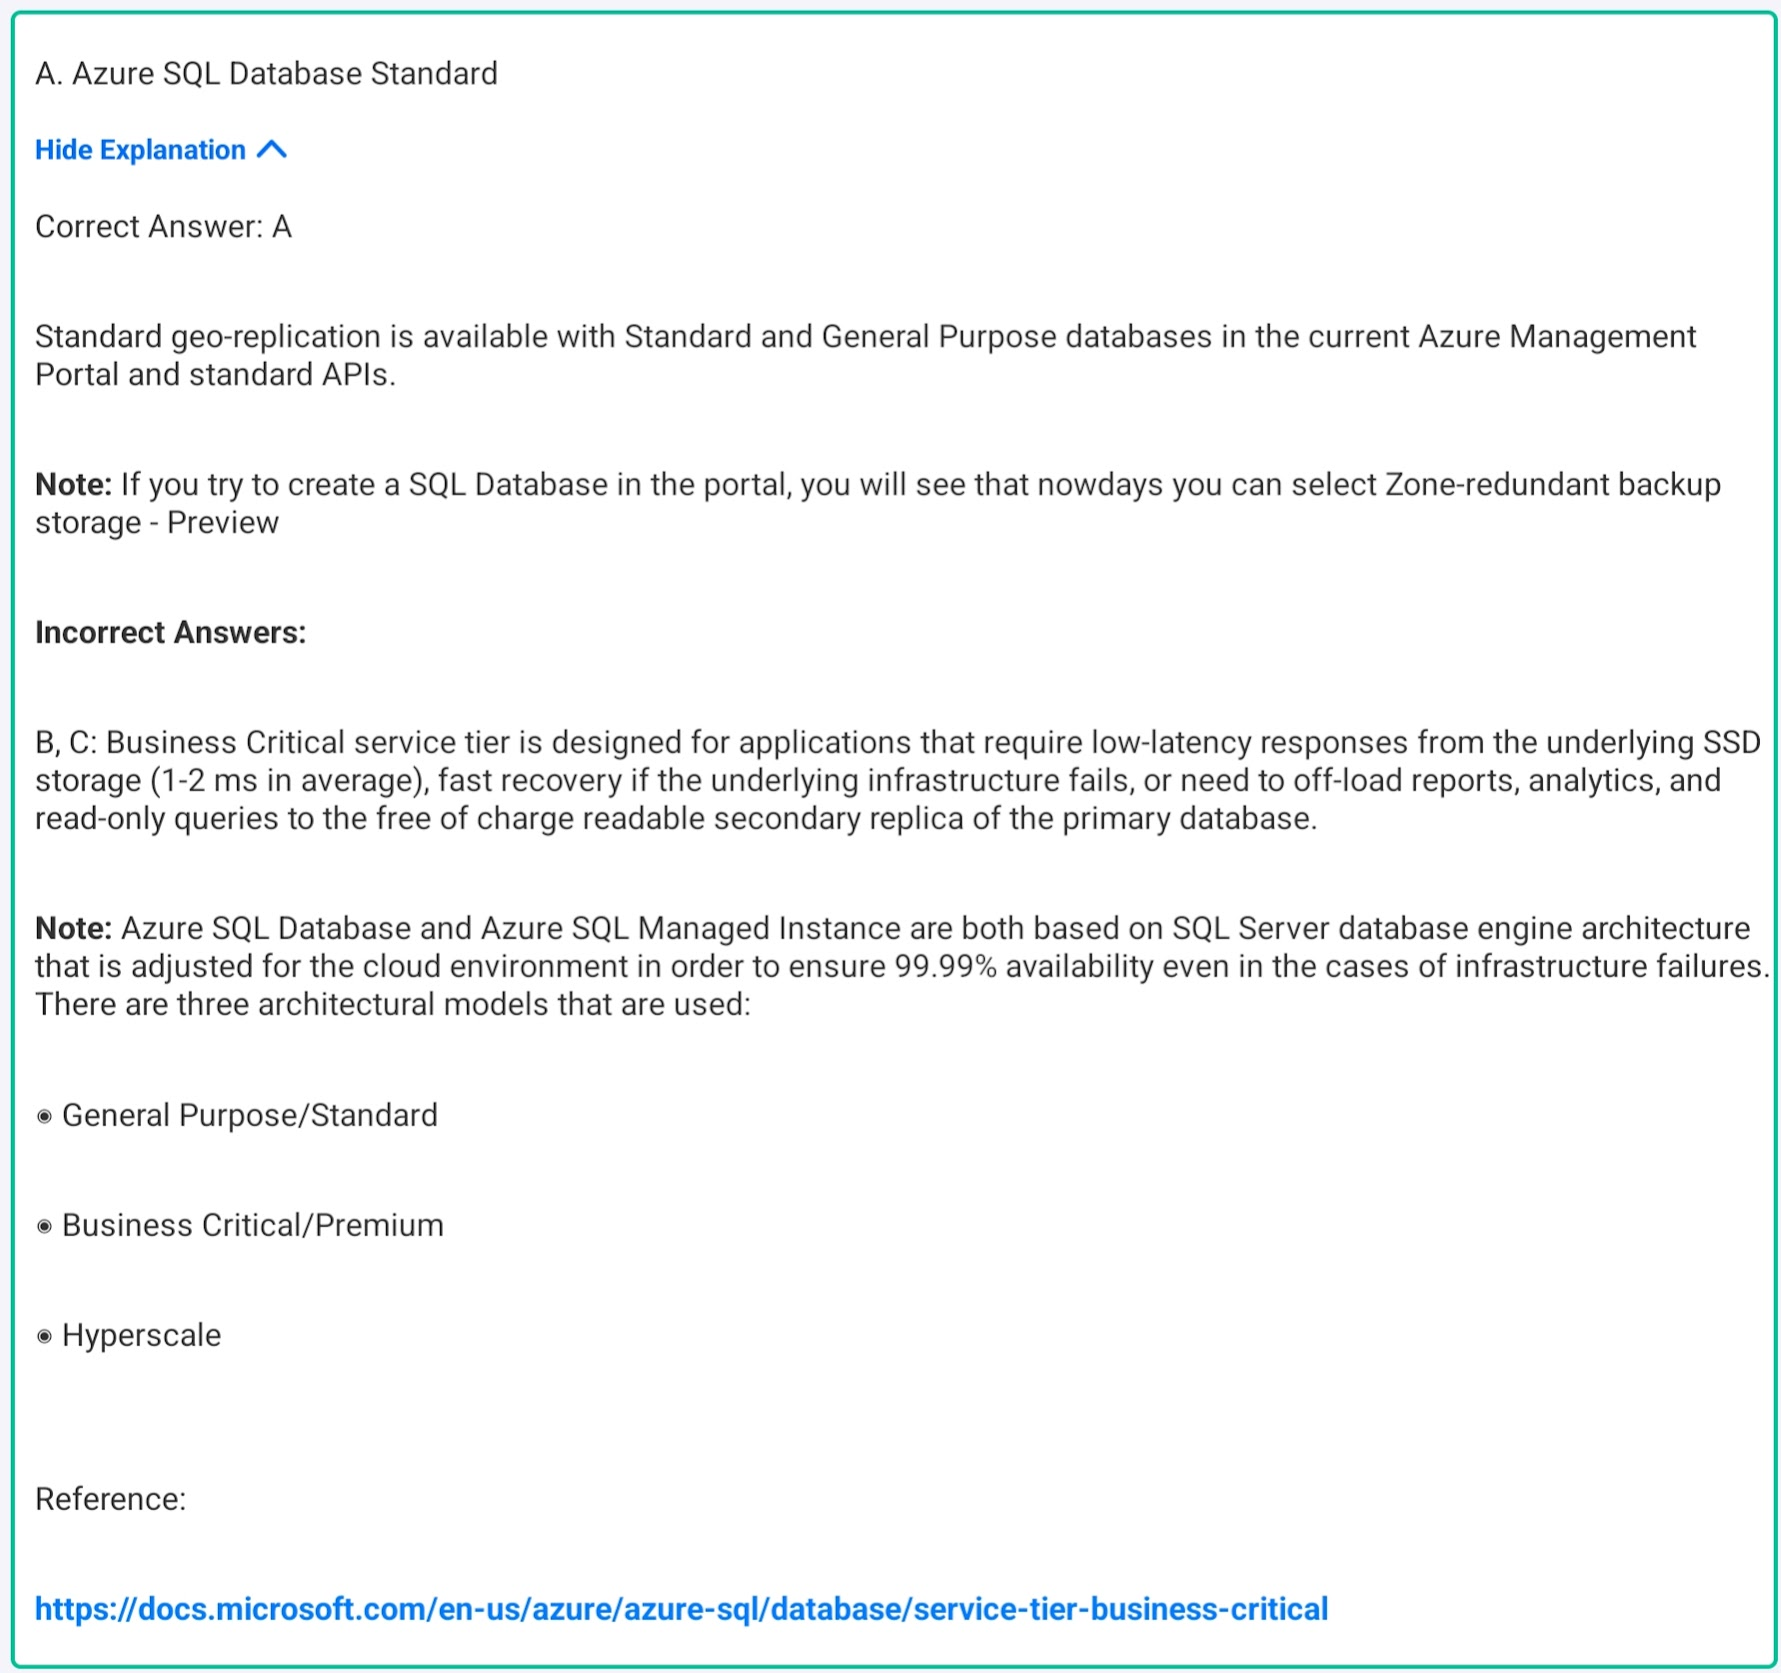 A. Azure SQL Database Standard
Hide Explanation
Correct Answer: A
Standard geo-replication is available with Standard and General Purpose databases in the current Azure Management
Portal and standard APIs.
Note: If you try to create a SQL Database in the portal, you will see that nowdays you can select Zone-redundant backup
storage - Preview
Incorrect Answers:
B, C: Business Critical service tier is designed for applications that require low-latency responses from the underlying SSD
storage (1-2 ms in average), fast recovery if the underlying infrastructure fails, or need to off-load reports, analytics, and
read-only queries to the free of charge readable secondary replica of the primary database.
Note: Azure SQL Database and Azure SQL Managed Instance are both based on SQL Server database engine architecture
that is adjusted for the cloud environment in order to ensure 99.99% availability even in the cases of infrastructure failures.
There are three architectural models that are used:
◉ General Purpose/Standard
◉ Business Critical/Premium
◉ Hyperscale
Reference:
https://docs.microsoft.com/en-us/azure/azure-sql/database/service-tier-business-critical